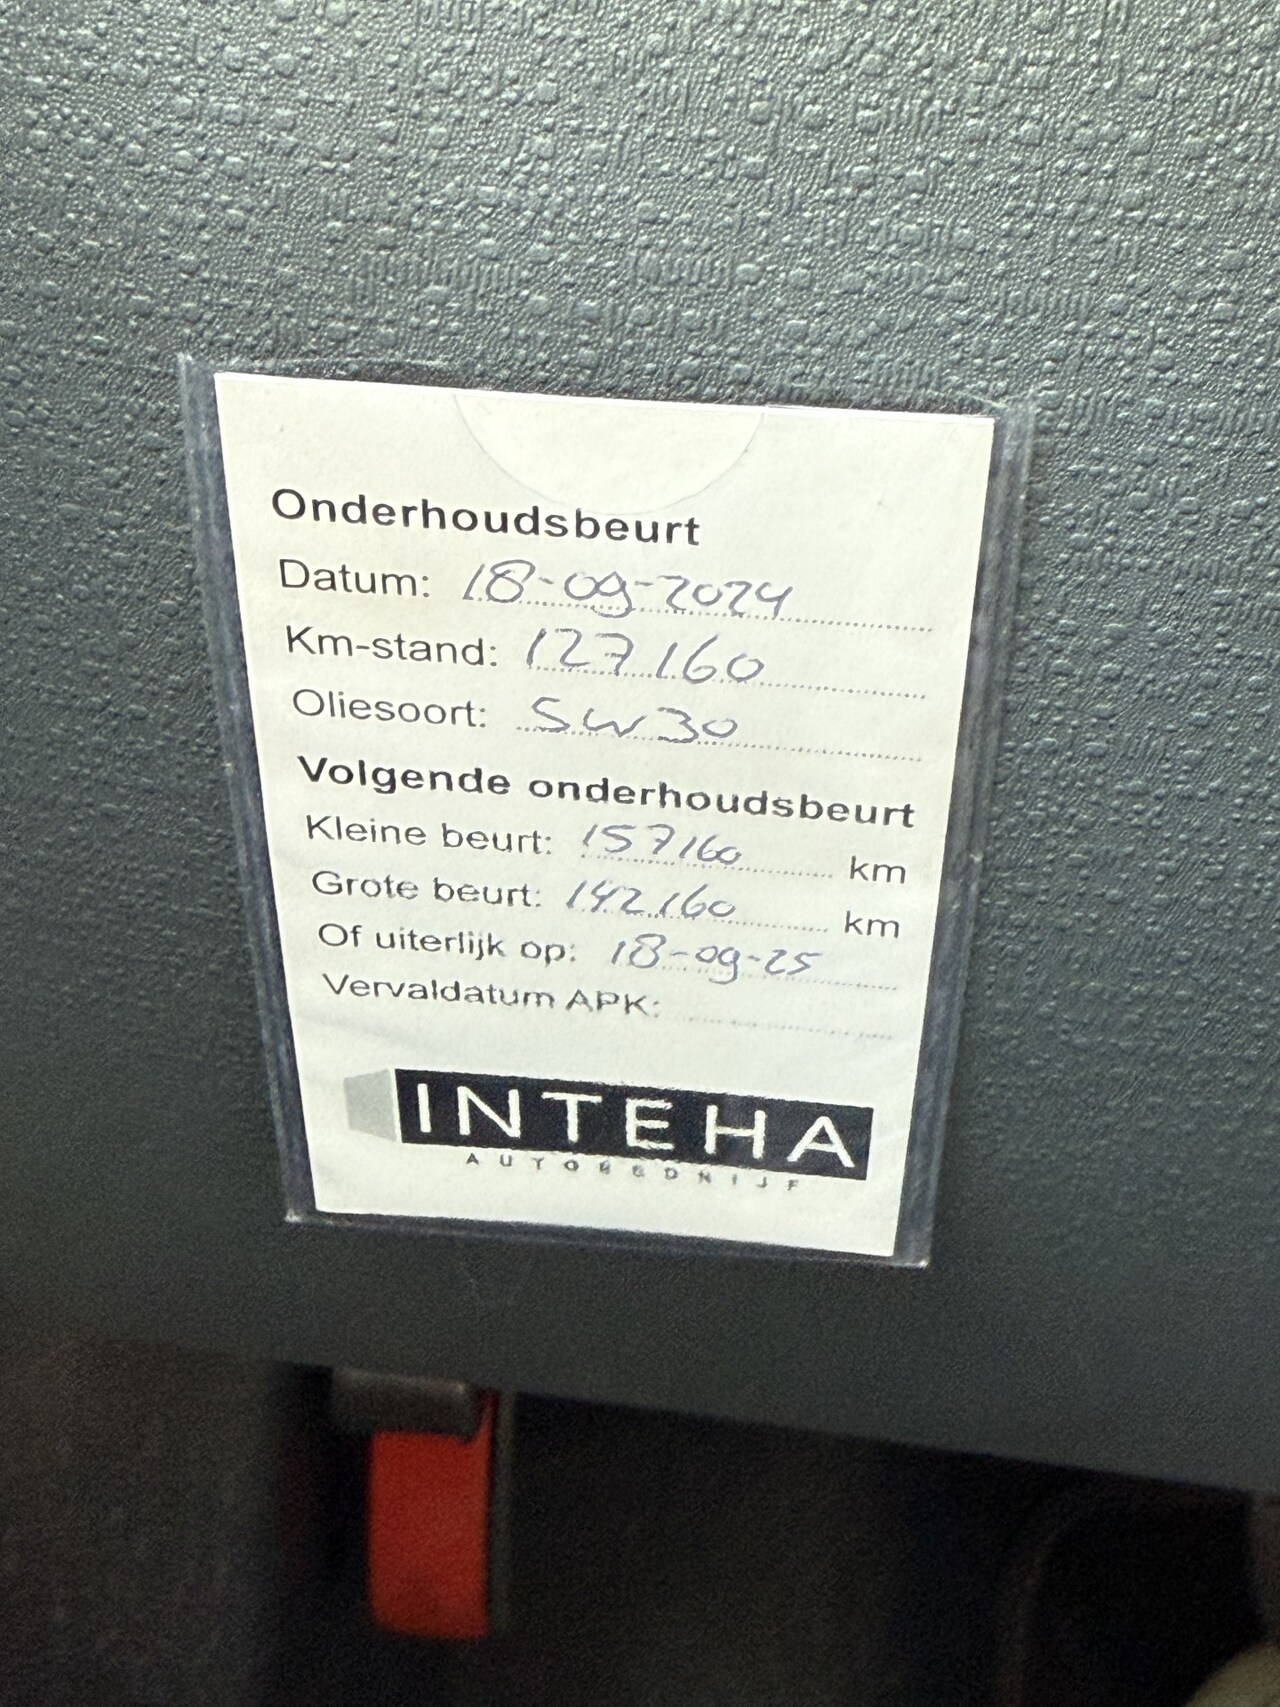 Onderhoudsbeurt
Datum: 18-09-2024
Km-stand: 127160
Oliesoort: 5W30
Volgende onderhoudsbeurt
Kleine beurt: 157160 km
Grote beurt: 142160 km
Of uiterlijk op: 18-09-25
Vervaldatum APK:
INTEHA
AUTOBEDRIJF